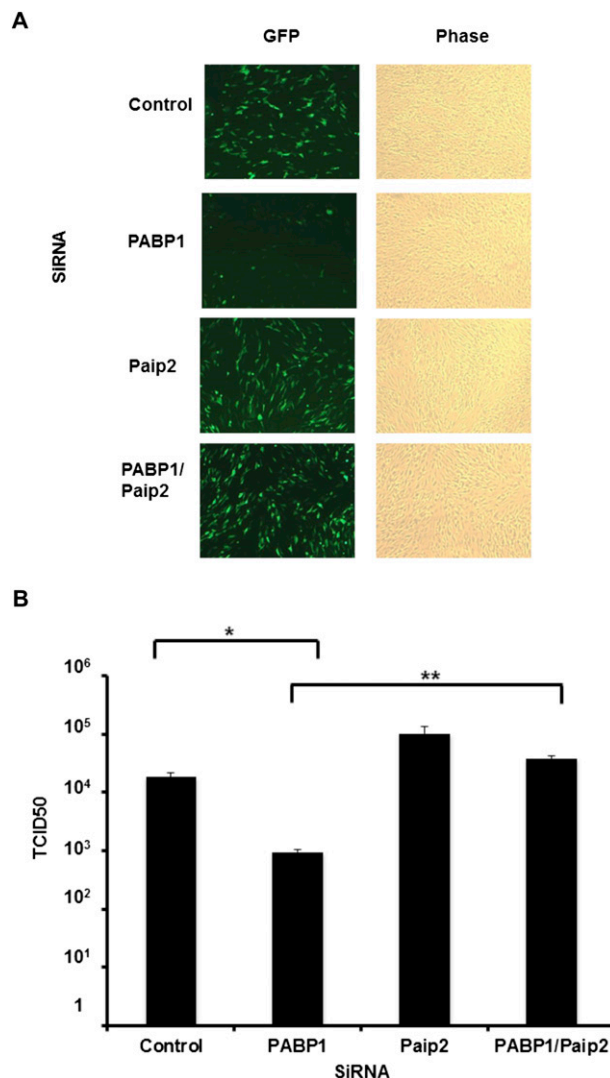 A
GFP Phase
Control
PABP1
SiRNA
Paip2
PABP1/
Paip2
B
*
**
10⁶
10⁵
10⁴
10³
10²
10¹
1
TCID50
Control PABP1 Paip2 PABP1/Paip2
SiRNA